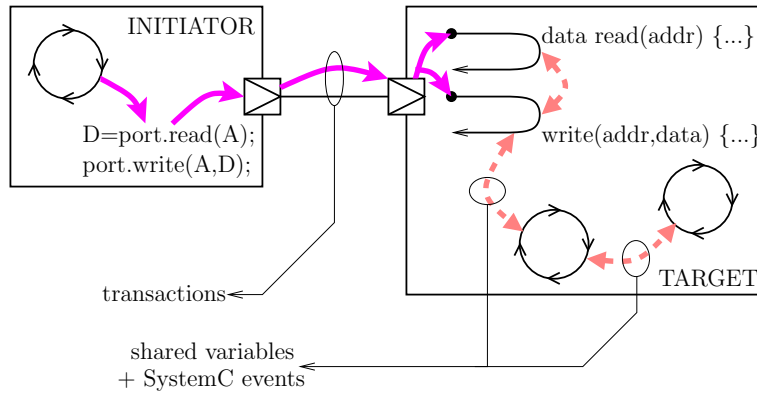 INITIATOR
D=port.read(A);
port.write(A,D);
data read(addr) {...}
write(addr,data) {...}
TARGET
transactions
shared variables
+ SystemC events